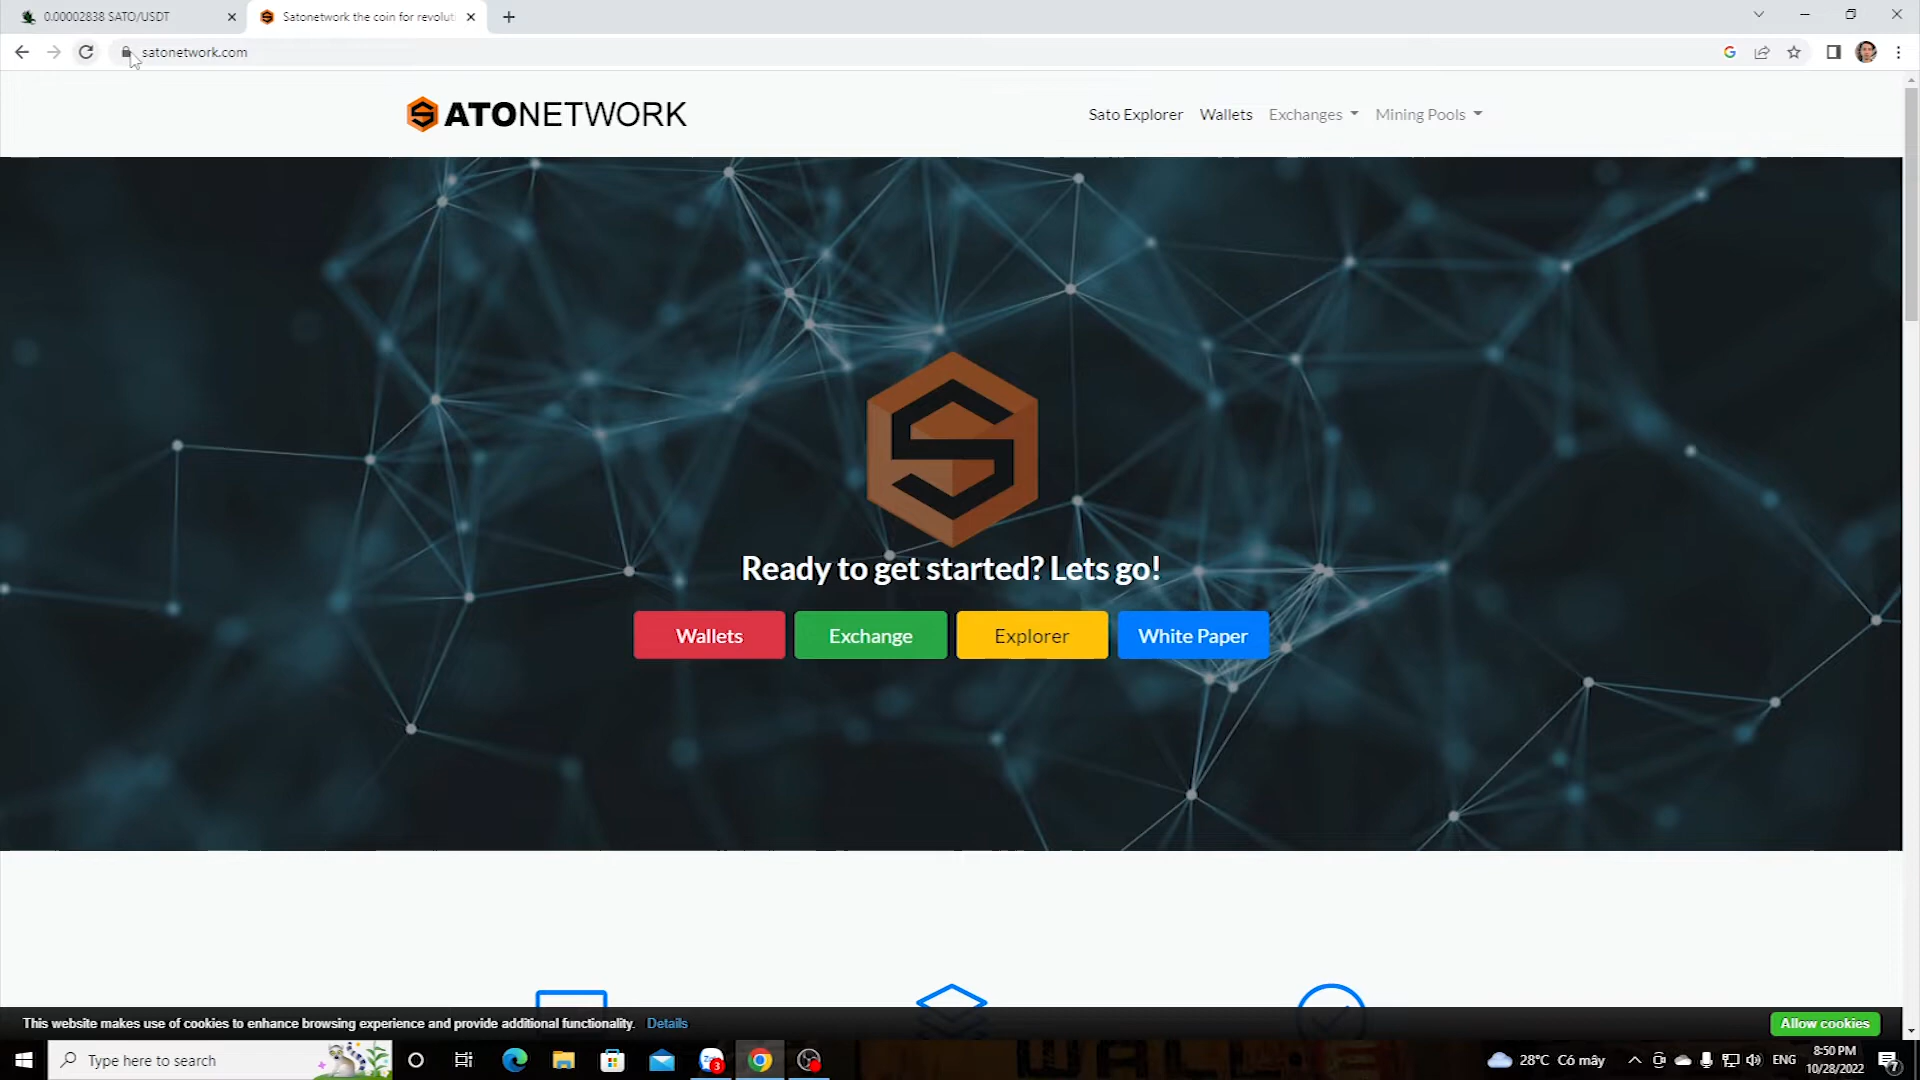 0.00002838 SATO/USDT
Satonetwork the coin for revoluti
satonetwork.com
SATONETWORK
Sato Explorer
Wallets
Exchanges
Mining Pools
Ready to get started? Lets go!
Wallets
Exchange
Explorer
White Paper
This website makes use of cookies to enhance browsing experience and provide additional functionality. Details
Allow cookies
Type here to search
3
28°C Có mây
ENG
8:50 PM
10/28/2022
7